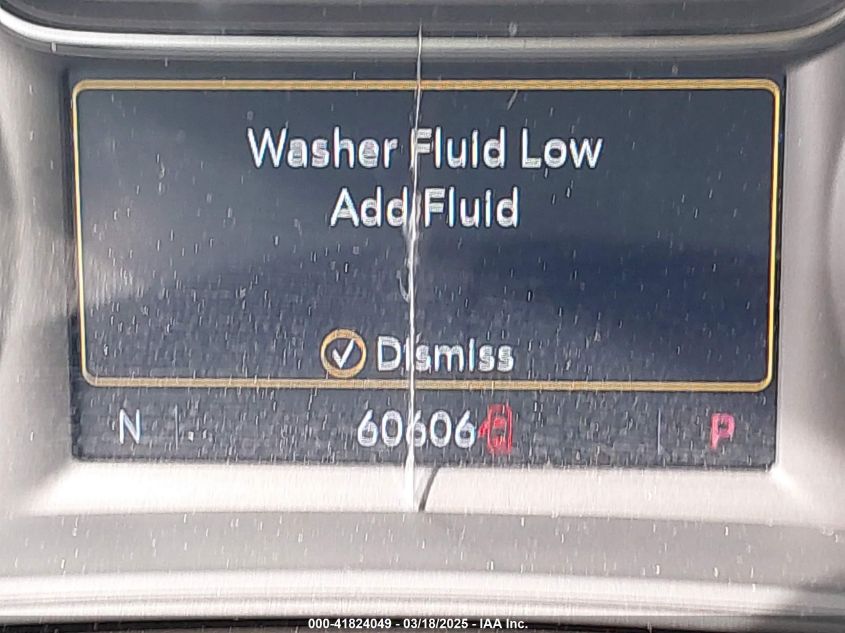 Washer Fluid Low
Add Fluid
Dismiss
N 60606 P
000-41824049 - 03/18/2025 - IAA Inc.